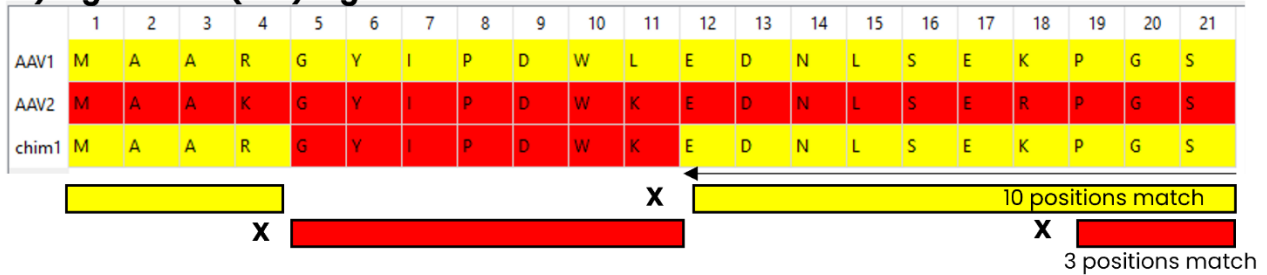 1 2 3 4 5 6 7 8 9 10 11 12 13 14 15 16 17 18 19 20 21
AAV1 M A A R G Y I P D W L E D N L S E K P G S
AAV2 M A A K G Y I P D W K E D N L S E R P G S
chim1 M A A R G Y I P D W K E D N L S E K P G S
X 10 positions match
X X
3 positions match